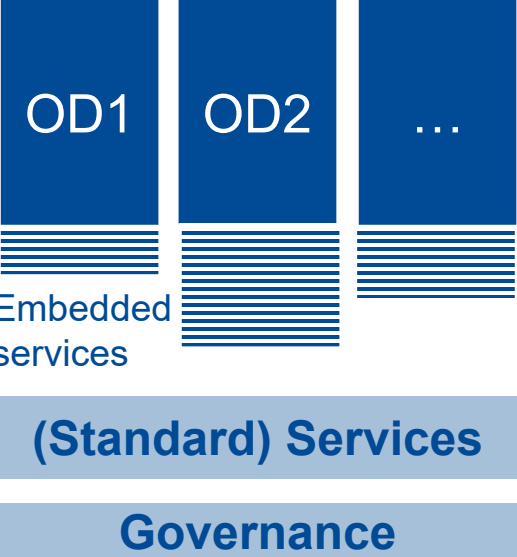 OD1
OD2
...
Embedded
services
(Standard) Services
Governance